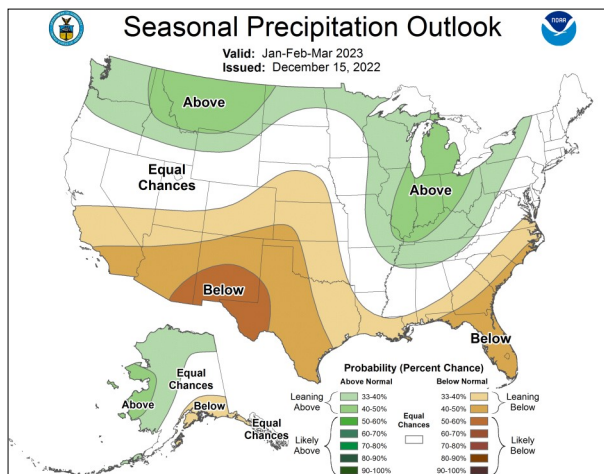 Seasonal Precipitation Outlook
NOAA
Valid: Jan-Feb-Mar 2023
Issued: December 15, 2022
Above
Equal
Chances
Above
Below
Below
Equal
Chances
Above
Below
Equal
Chances
Probability (Percent Chance)
Above Normal
Below Normal
Leaning
Above
33-40%
40-50%
Likely
Above
50-60%
60-70%
70-80%
80-90%
90-100%
Equal
Chances
33-40%
40-50%
Leaning
Below
50-60%
60-70%
70-80%
80-90%
90-100%
Likely
Below